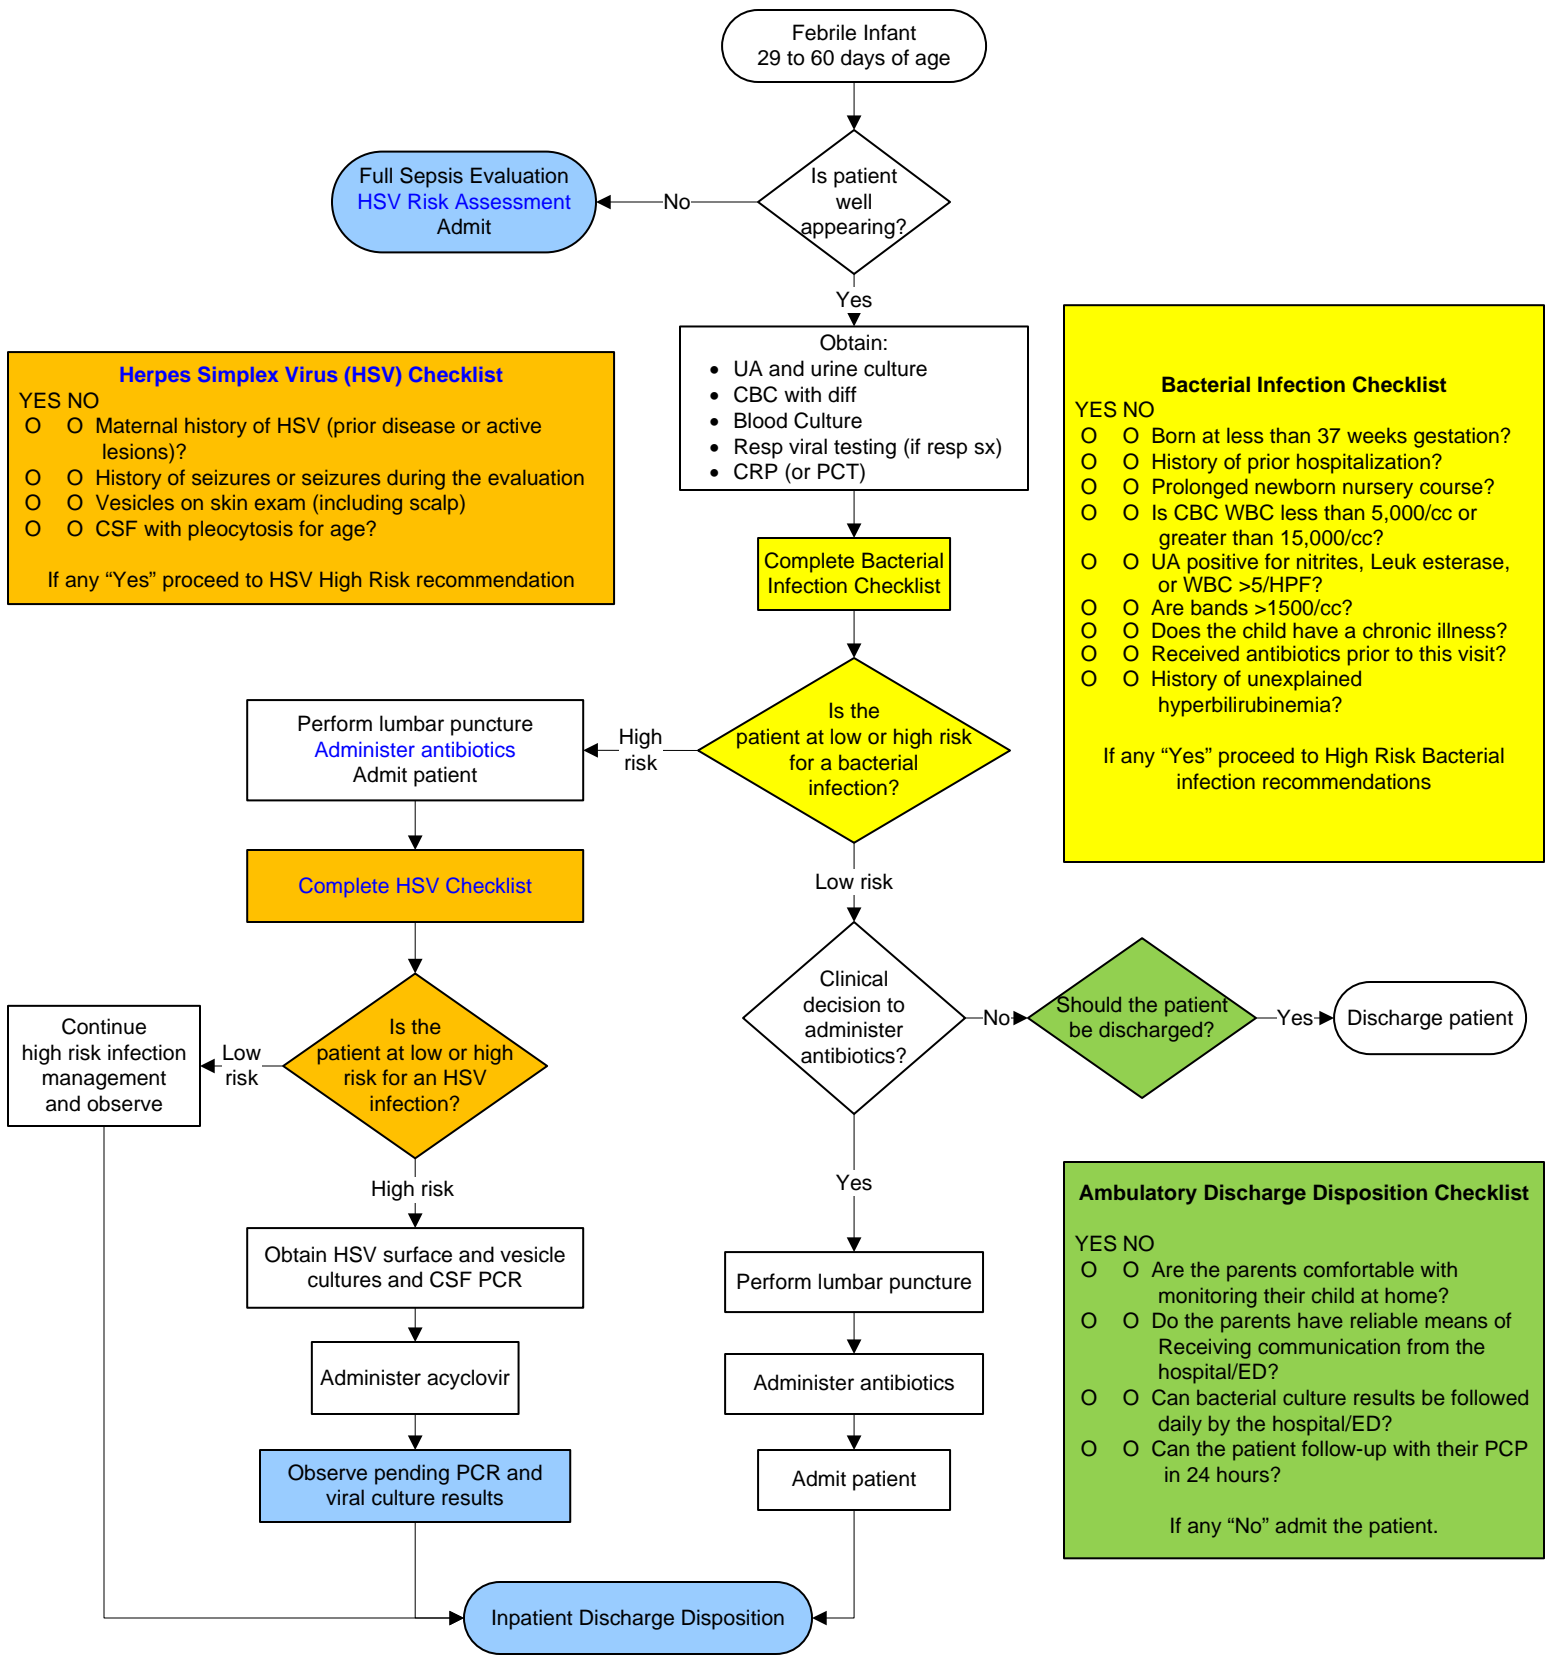 Febrile Infant
29 to 60 days of age
Is patient
well
appearing?
No
Full Sepsis Evaluation
HSV Risk Assessment
Admit
Yes
Obtain:
• UA and urine culture
• CBC with diff
• Blood Culture
• Resp viral testing (if resp sx)
• CRP (or PCT)
Herpes Simplex Virus (HSV) Checklist
YES NO
O O Maternal history of HSV (prior disease or active
lesions)?
O O History of seizures or seizures during the evaluation
O O Vesicles on skin exam (including scalp)
O O CSF with pleocytosis for age?
If any “Yes” proceed to HSV High Risk recommendation
Bacterial Infection Checklist
YES NO
O O Born at less than 37 weeks gestation?
O O History of prior hospitalization?
O O Prolonged newborn nursery course?
O O Is CBC WBC less than 5,000/cc or
greater than 15,000/cc?
O O UA positive for nitrites, Leuk esterase,
or WBC >5/HPF?
O O Are bands >1500/cc?
O O Does the child have a chronic illness?
O O Received antibiotics prior to this visit?
O O History of unexplained
hyperbilirubinemia?
If any “Yes” proceed to High Risk Bacterial
infection recommendations
Complete Bacterial
Infection Checklist
Is the
patient at low or high risk
for a bacterial
infection?
High
risk
Perform lumbar puncture
Administer antibiotics
Admit patient
Complete HSV Checklist
Low risk
Is the
patient at low or high
risk for an HSV
infection?
Low
risk
Continue
high risk infection
management
and observe
Clinical
decision to
administer
antibiotics?
No
Should the patient
be discharged?
Yes
Discharge patient
High risk
Obtain HSV surface and vesicle
cultures and CSF PCR
Administer acyclovir
Observe pending PCR and
viral culture results
Yes
Perform lumbar puncture
Administer antibiotics
Admit patient
Ambulatory Discharge Disposition Checklist
YES NO
O O Are the parents comfortable with
monitoring their child at home?
O O Do the parents have reliable means of
Receiving communication from the
hospital/ED?
O O Can bacterial culture results be followed
daily by the hospital/ED?
O O Can the patient follow-up with their PCP
in 24 hours?
If any “No” admit the patient.
Inpatient Discharge Disposition